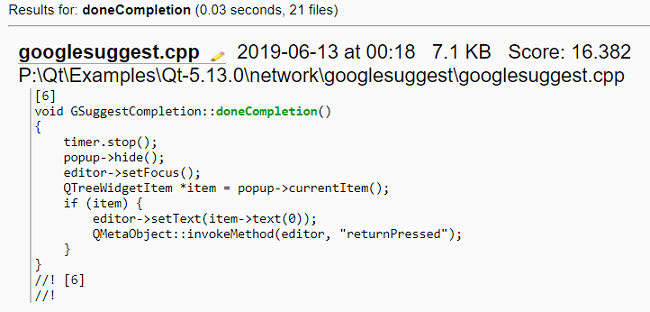 Results for: doneCompletion (0.03 seconds, 21 files)
googlesuggest.cpp 2019-06-13 at 00:18 7.1 KB Score: 16.382
P:\Qt\Examples\Qt-5.13.0\network\googlesuggest\googlesuggest.cpp
[6]
void GSuggestCompletion::doneCompletion()
{
    timer.stop();
    popup->hide();
    editor->setFocus();
    QTreeWidgetItem *item = popup->currentItem();
    if (item) {
        editor->setText(item->text(0));
        QMetaObject::invokeMethod(editor, "returnPressed");
    }
}
//! [6]
//!